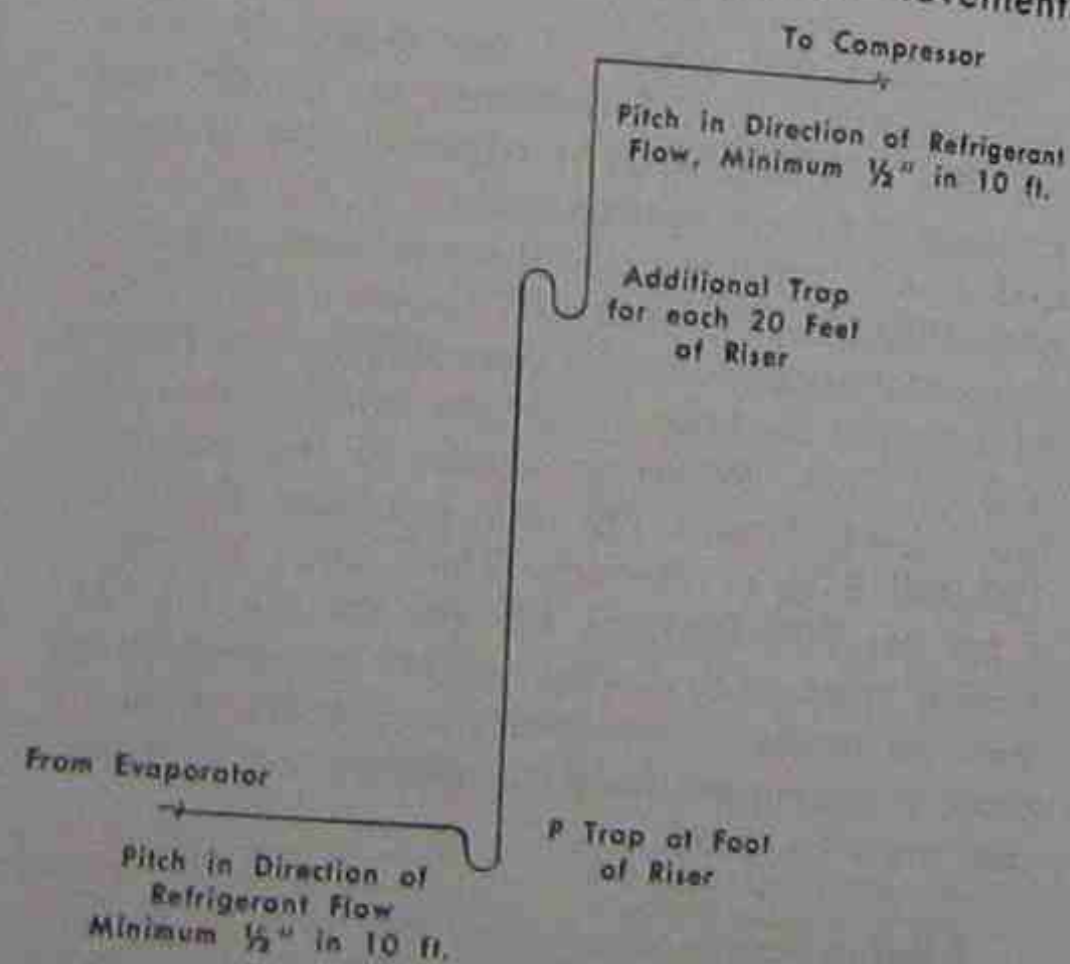 To Compressor
Pitch in Direction of Refrigerant
Flow, Minimum ½" in 10 ft.
Additional Trap
for each 20 Feet
of Riser
From Evaporator
P Trap at Foot
of Riser
Pitch in Direction of
Refrigerant Flow
Minimum ½" in 10 ft.